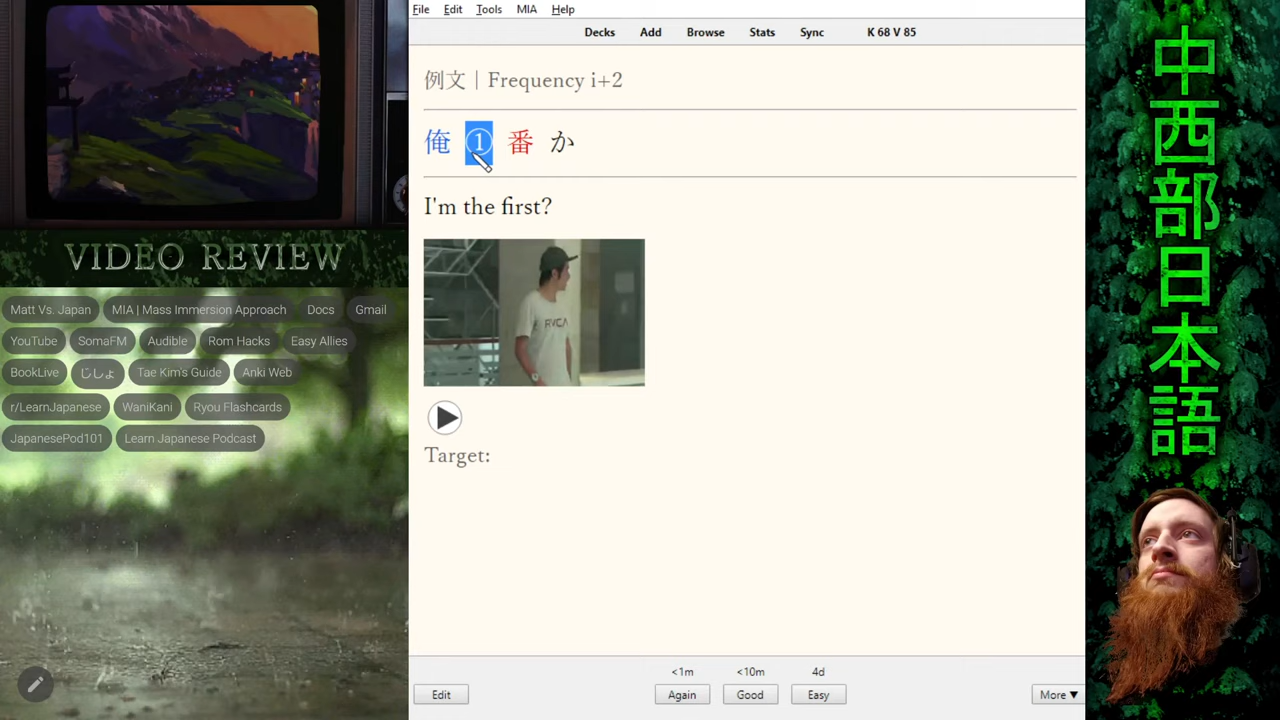 File Edit Tools MIA Help
Decks Add Browse Stats Sync K 68 V 85
例文｜Frequency i+2
俺 ① 番 か
I'm the first?
RVCA
Target:
<1m <10m 4d
Edit Again Good Easy More ▼
VIDEO REVIEW
Matt Vs. Japan MIA | Mass Immersion Approach Docs Gmail
YouTube SomaFM Audible Rom Hacks Easy Allies
BookLive じしょ Tae Kim's Guide Anki Web
r/LearnJapanese WaniKani Ryou Flashcards
JapanesePod101 Learn Japanese Podcast
中西部日本語